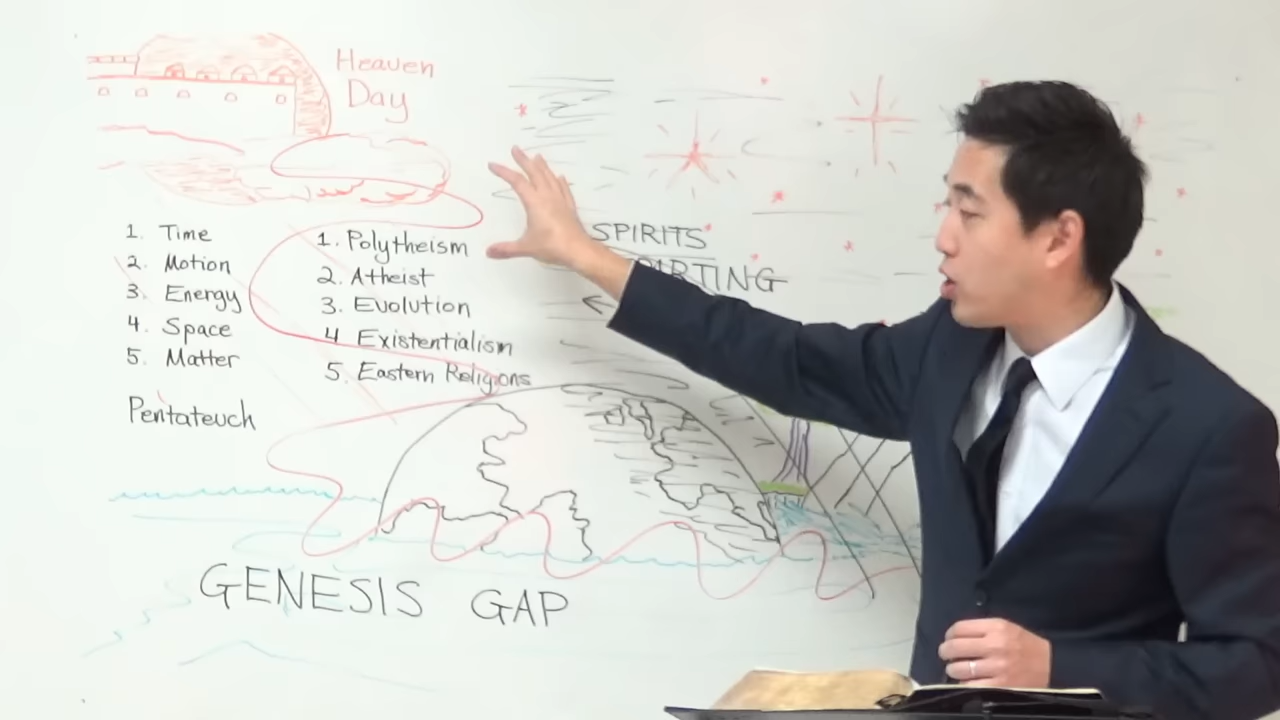 Heaven
Day
SPIRITS
1. Time
2. Motion
3. Energy
4. Space
5. Matter
Pentateuch
1. Polytheism
2. Atheist
3. Evolution
4 Existentialism
5. Eastern Religions
GENESIS GAP